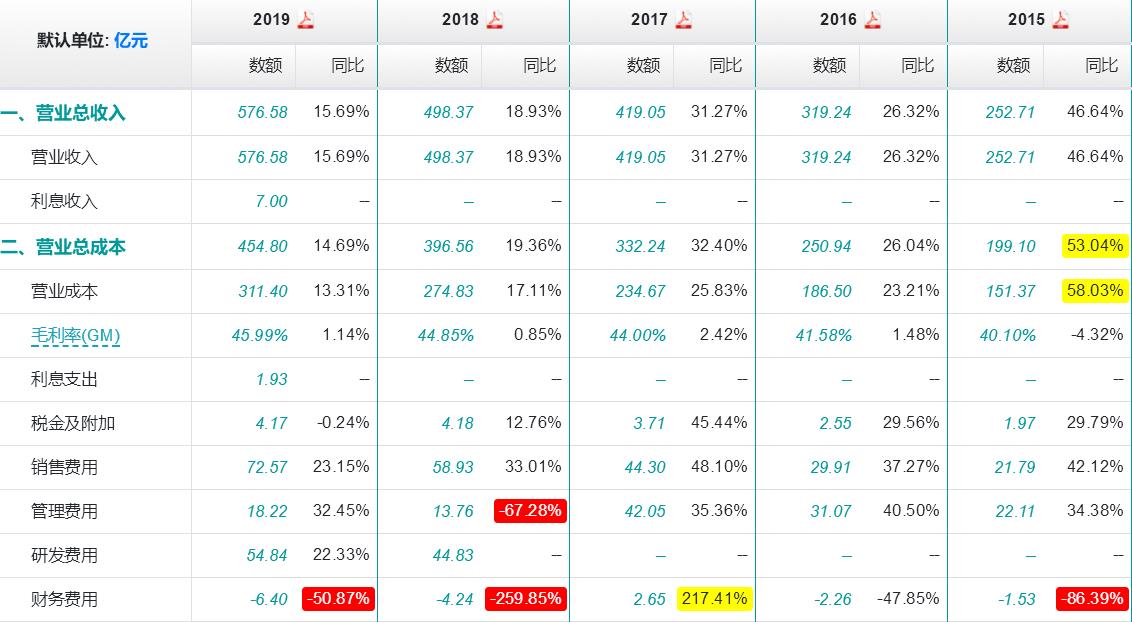 默认单位: 亿元 2019 2018 2017 2016 2015
数额 同比 数额 同比 数额 同比 数额 同比 数额 同比
一、营业总收入 576.58 15.69% 498.37 18.93% 419.05 31.27% 319.24 26.32% 252.71 46.64%
营业收入 576.58 15.69% 498.37 18.93% 419.05 31.27% 319.24 26.32% 252.71 46.64%
利息收入 7.00 -- -- -- -- -- -- -- -- --
二、营业总成本 454.80 14.69% 396.56 19.36% 332.24 32.40% 250.94 26.04% 199.10 53.04%
营业成本 311.40 13.31% 274.83 17.11% 234.67 25.83% 186.50 23.21% 151.37 58.03%
毛利率(GM) 45.99% 1.14% 44.85% 0.85% 44.00% 2.42% 41.58% 1.48% 40.10% -4.32%
利息支出 1.93 -- -- -- -- -- -- -- -- --
税金及附加 4.17 -0.24% 4.18 12.76% 3.71 45.44% 2.55 29.56% 1.97 29.79%
销售费用 72.57 23.15% 58.93 33.01% 44.30 48.10% 29.91 37.27% 21.79 42.12%
管理费用 18.22 32.45% 13.76 -67.28% 42.05 35.36% 31.07 40.50% 22.11 34.38%
研发费用 54.84 22.33% 44.83 -- -- -- -- -- -- --
财务费用 -6.40 -50.87% -4.24 -259.85% 2.65 217.41% -2.26 -47.85% -1.53 -86.39%